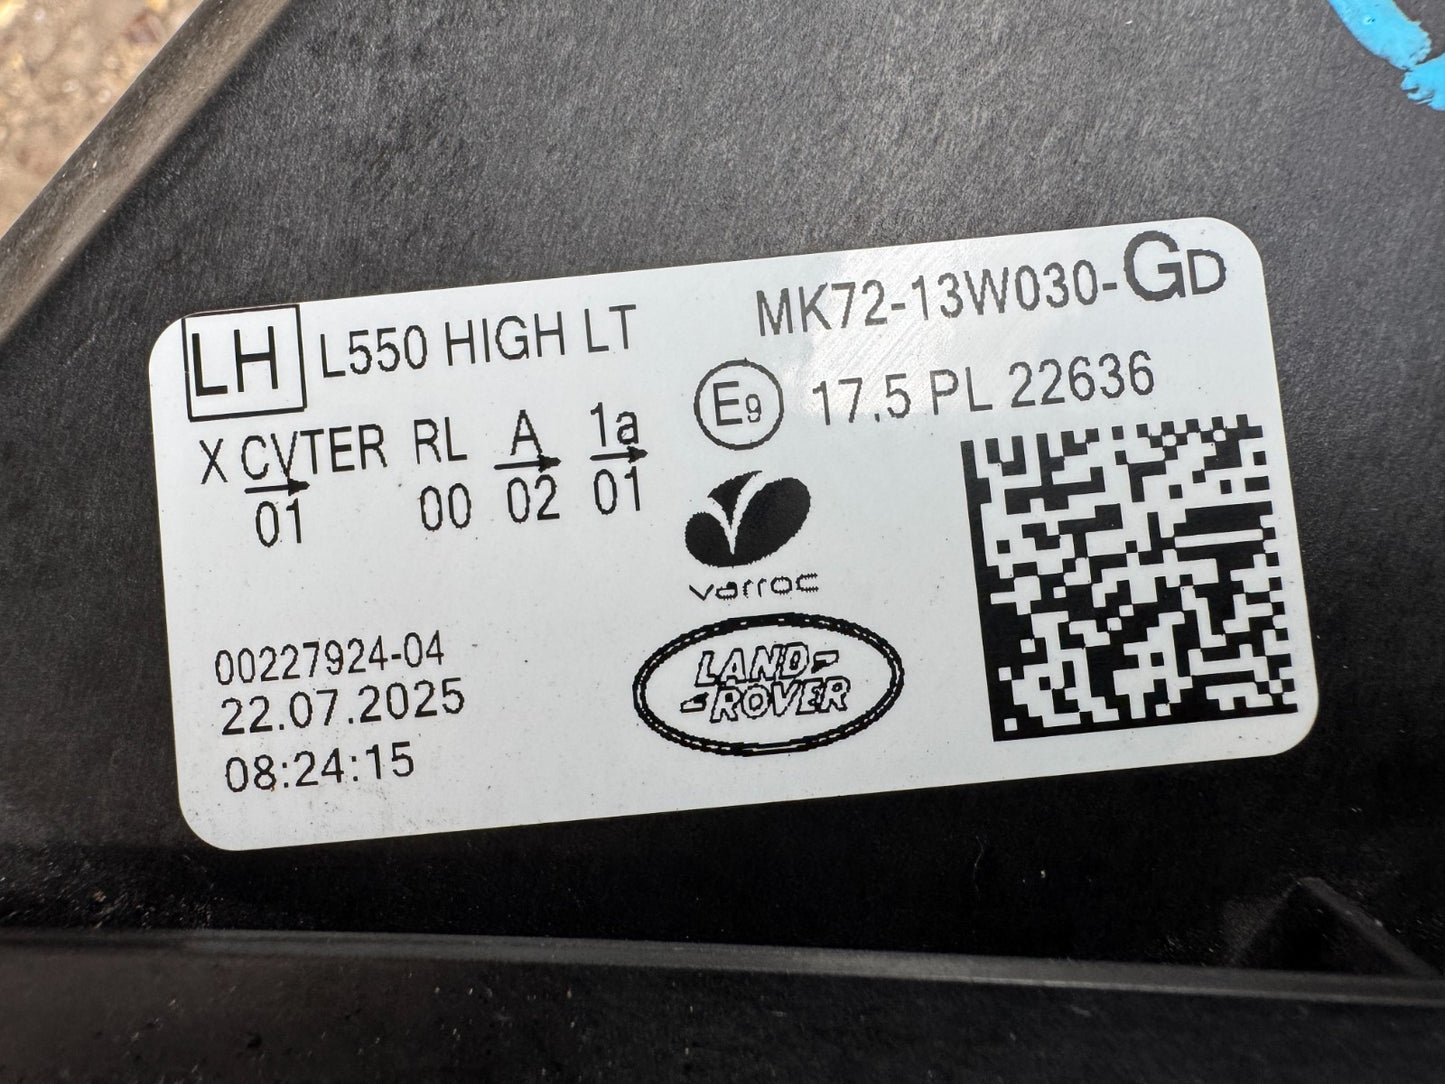 LH L550 HIGH LT MK72-13W030-GD
E9 17,5 PL 22636
X CVTER RL A 1a
01 00 02 01
varroc
LAND-
-ROVER
00227924-04
22.07.2025
08:24:15